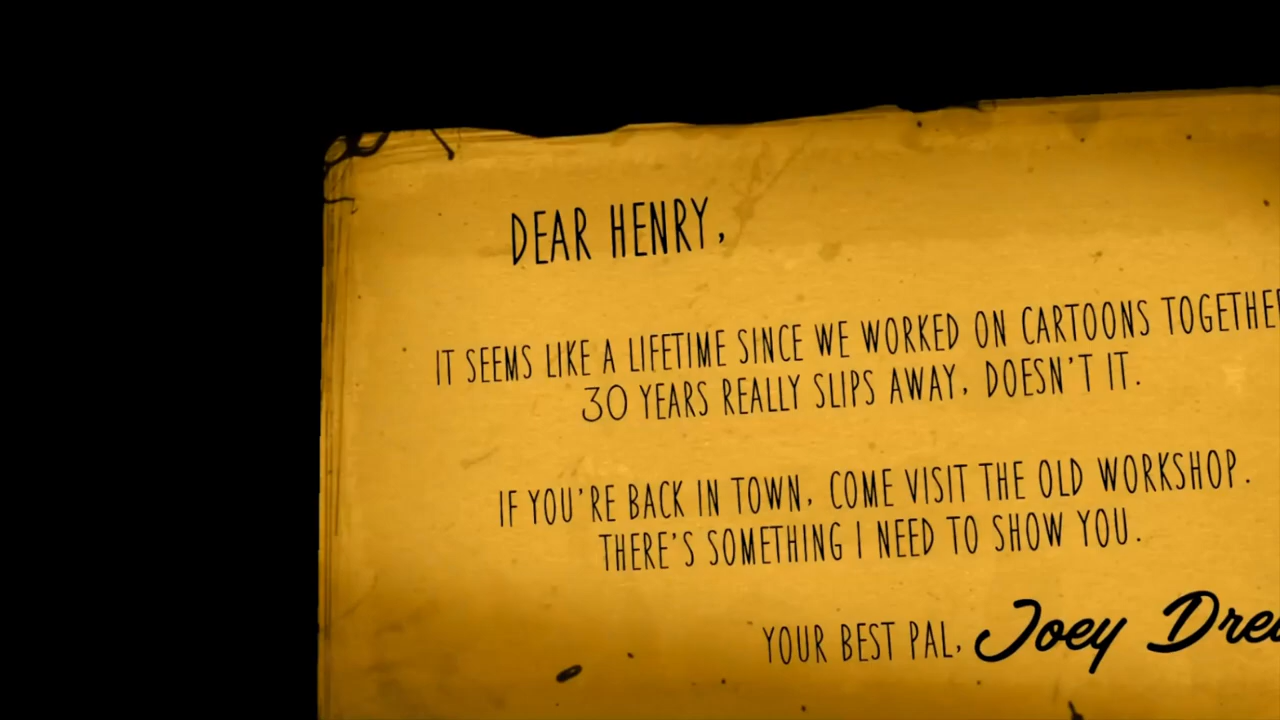 DEAR HENRY,
IT SEEMS LIKE A LIFETIME SINCE WE WORKED ON CARTOONS TOGETHE
30 YEARS REALLY SLIPS AWAY, DOESN'T IT.
IF YOU'RE BACK IN TOWN, COME VISIT THE OLD WORKSHOP.
THERE'S SOMETHING I NEED TO SHOW YOU.
YOUR BEST PAL, Joey Dre